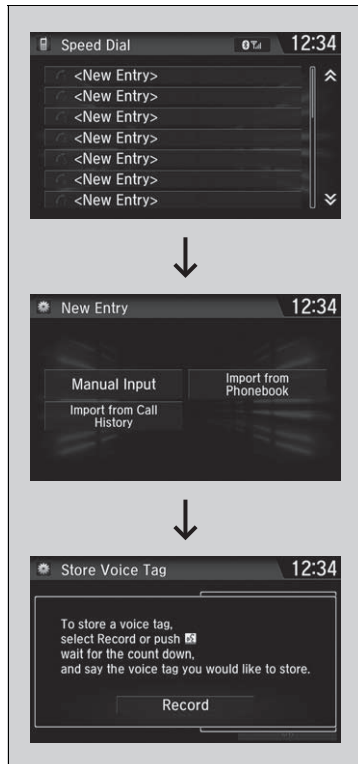 Speed Dial
12:34
<New Entry>
<New Entry>
<New Entry>
<New Entry>
<New Entry>
<New Entry>
<New Entry>
New Entry
12:34
Manual Input
Import from
Phonebook
Import from Call
History
Store Voice Tag
12:34
To store a voice tag,
select Record or push
wait for the count down,
and say the voice tag you would like to store.
Record